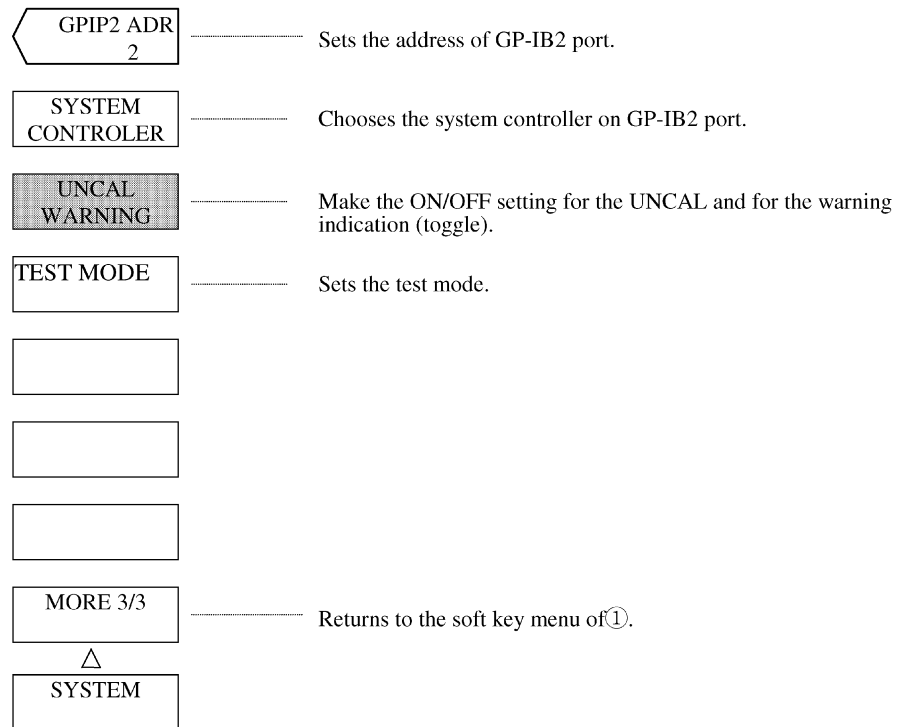 GPIP2 ADR
2
Sets the address of GP-IB2 port.
SYSTEM
CONTROLER
Chooses the system controller on GP-IB2 port.
UNCAL
WARNING
Make the ON/OFF setting for the UNCAL and for the warning
indication (toggle).
TEST MODE
Sets the test mode.
MORE 3/3
Returns to the soft key menu of①.
SYSTEM